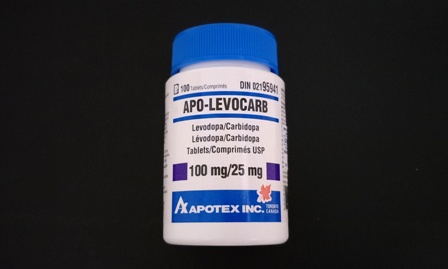 100 Tablets/Comprimés DIN 02195941
APO-LEVOCARB
Levodopa/Carbidopa
Lévodopa/Carbidopa
Tablets/Comprimés USP
100 mg/25 mg
APOTEX INC. TORONTO CANADA